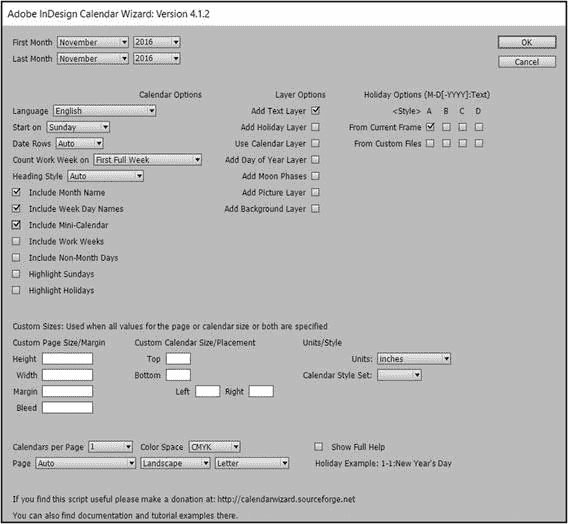 Adobe InDesign Calendar Wizard: Version 4.1.2
First Month November 2016 OK
Last Month November 2016 Cancel
Calendar Options Layer Options Holiday Options (M-D[-YYYY]:Text)
Language English Add Text Layer <Style> A B C D
Start on Sunday Add Holiday Layer From Current Frame
Date Rows Auto Use Calendar Layer From Custom Files
Count Work Week on First Full Week Add Day of Year Layer
Heading Style Auto Add Moon Phases
Include Month Name Add Picture Layer
Include Week Day Names Add Background Layer
Include Mini-Calendar
Include Work Weeks
Include Non-Month Days
Highlight Sundays
Highlight Holidays
Custom Sizes: Used when all values for the page or calendar size or both are specified
Custom Page Size/Margin Custom Calendar Size/Placement Units/Style
Height Top Units: Inches
Width Bottom Calendar Style Set:
Margin Left Right
Bleed
Calendars per Page 1 Color Space CMYK Show Full Help
Page Auto Landscape Letter Holiday Example: 1-1:New Year's Day
If you find this script useful please make a donation at: http://calendarwizard.sourceforge.net
You can also find documentation and tutorial examples there.